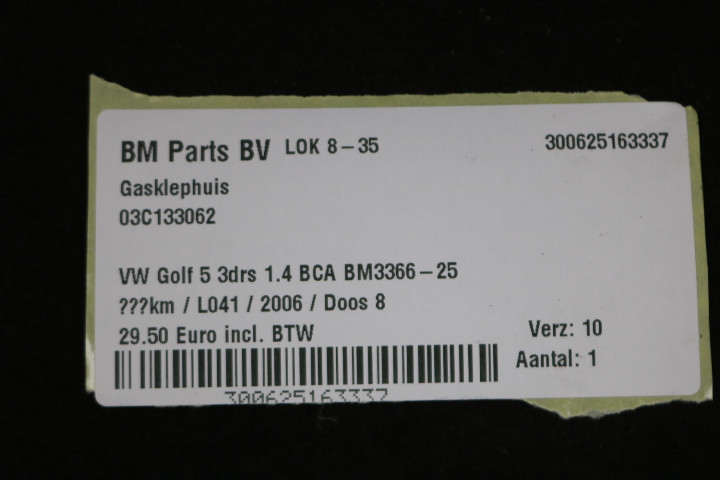 BM Parts BV LOK 8-35 300625163337
Gasklephuis
03C133062
VW Golf 5 3drs 1.4 BCA BM3366-25
???km / L041 / 2006 / Doos 8
29.50 Euro incl. BTW Verz: 10
Aantal: 1
300625163337